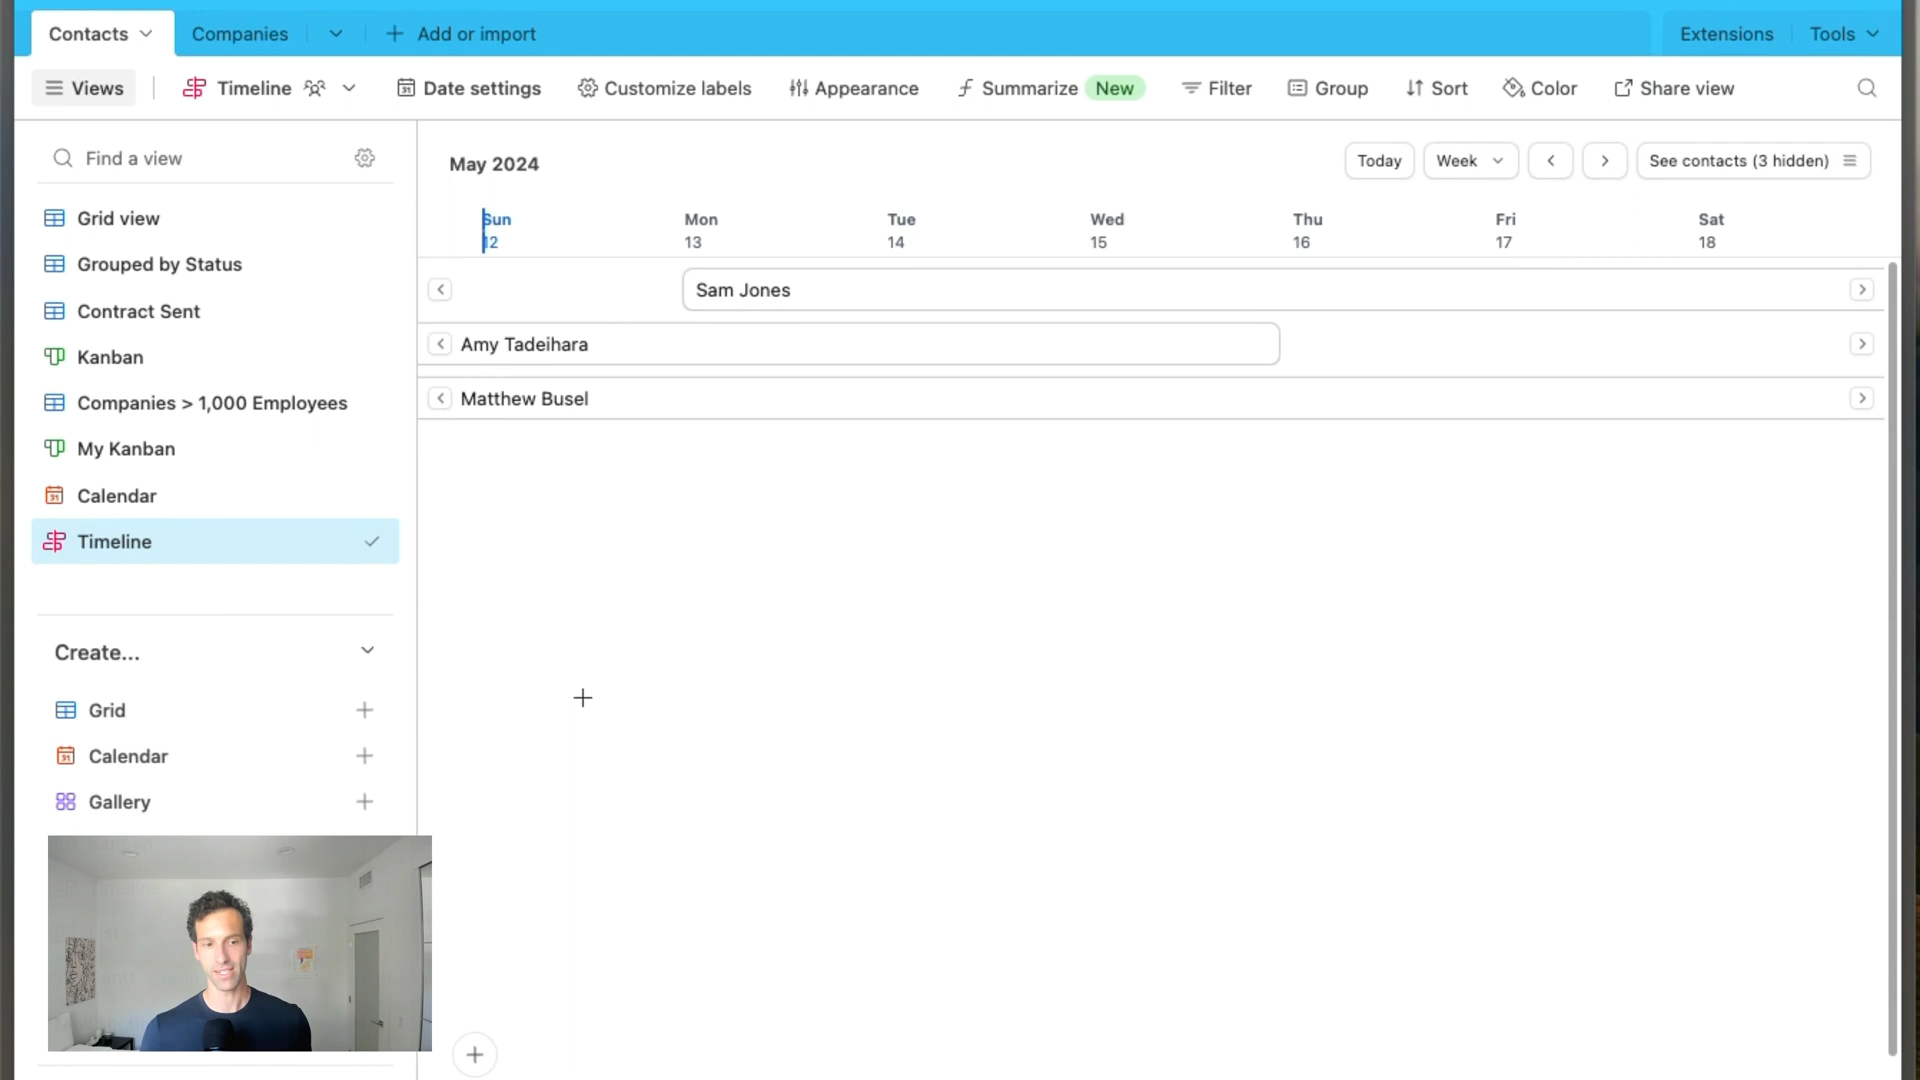 Contacts
Companies
Add or import
Extensions
Tools
Views
Timeline
Date settings
Customize labels
Appearance
Summarize New
Filter
Group
Sort
Color
Share view
Find a view
Grid view
Grouped by Status
Contract Sent
Kanban
Companies > 1,000 Employees
My Kanban
Calendar
Timeline
Create...
Grid
Calendar
Gallery
May 2024
Today
Week
See contacts (3 hidden)
Sun Mon Tue Wed Thu Fri Sat
12 13 14 15 16 17 18
Sam Jones
Amy Tadeihara
Matthew Busel